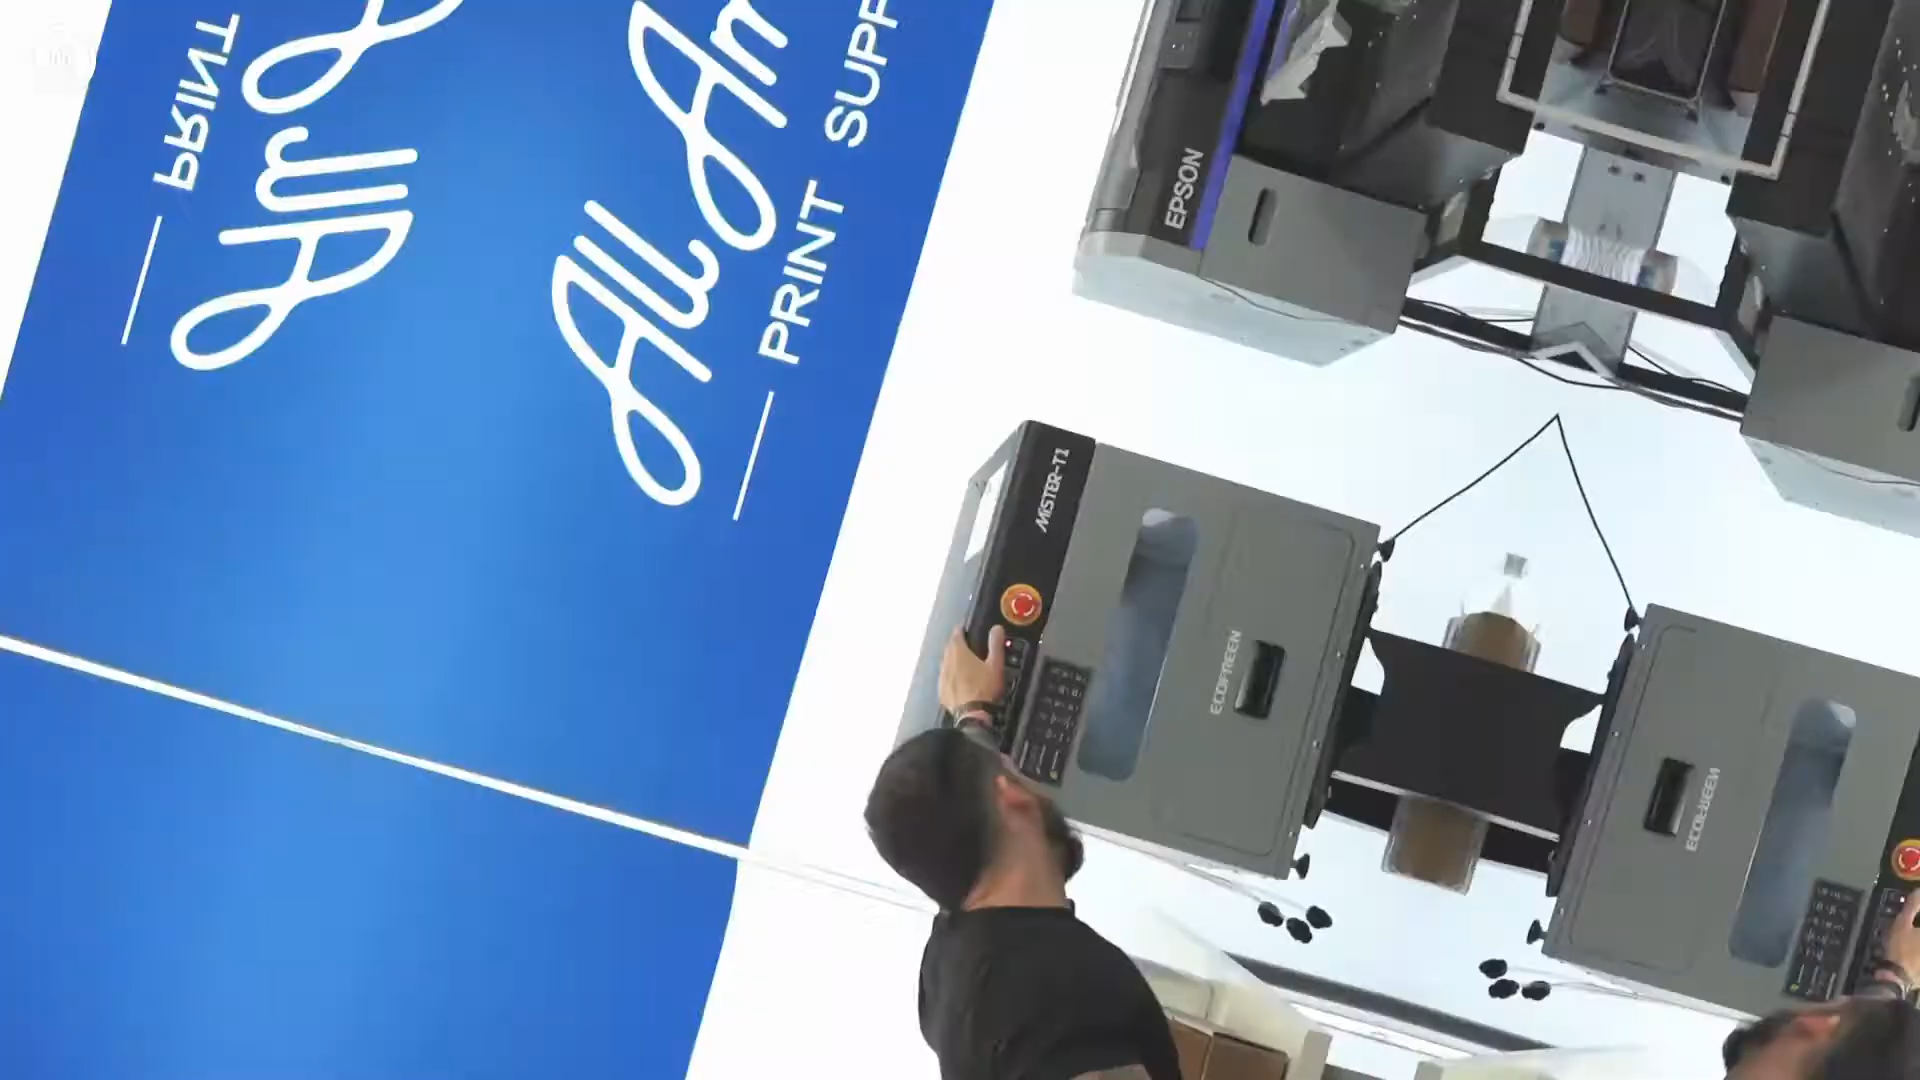 All Am
PRINT SUPP
EPSON
MISTER-T1
ECOFREEN
PRINT
ECOFREEN